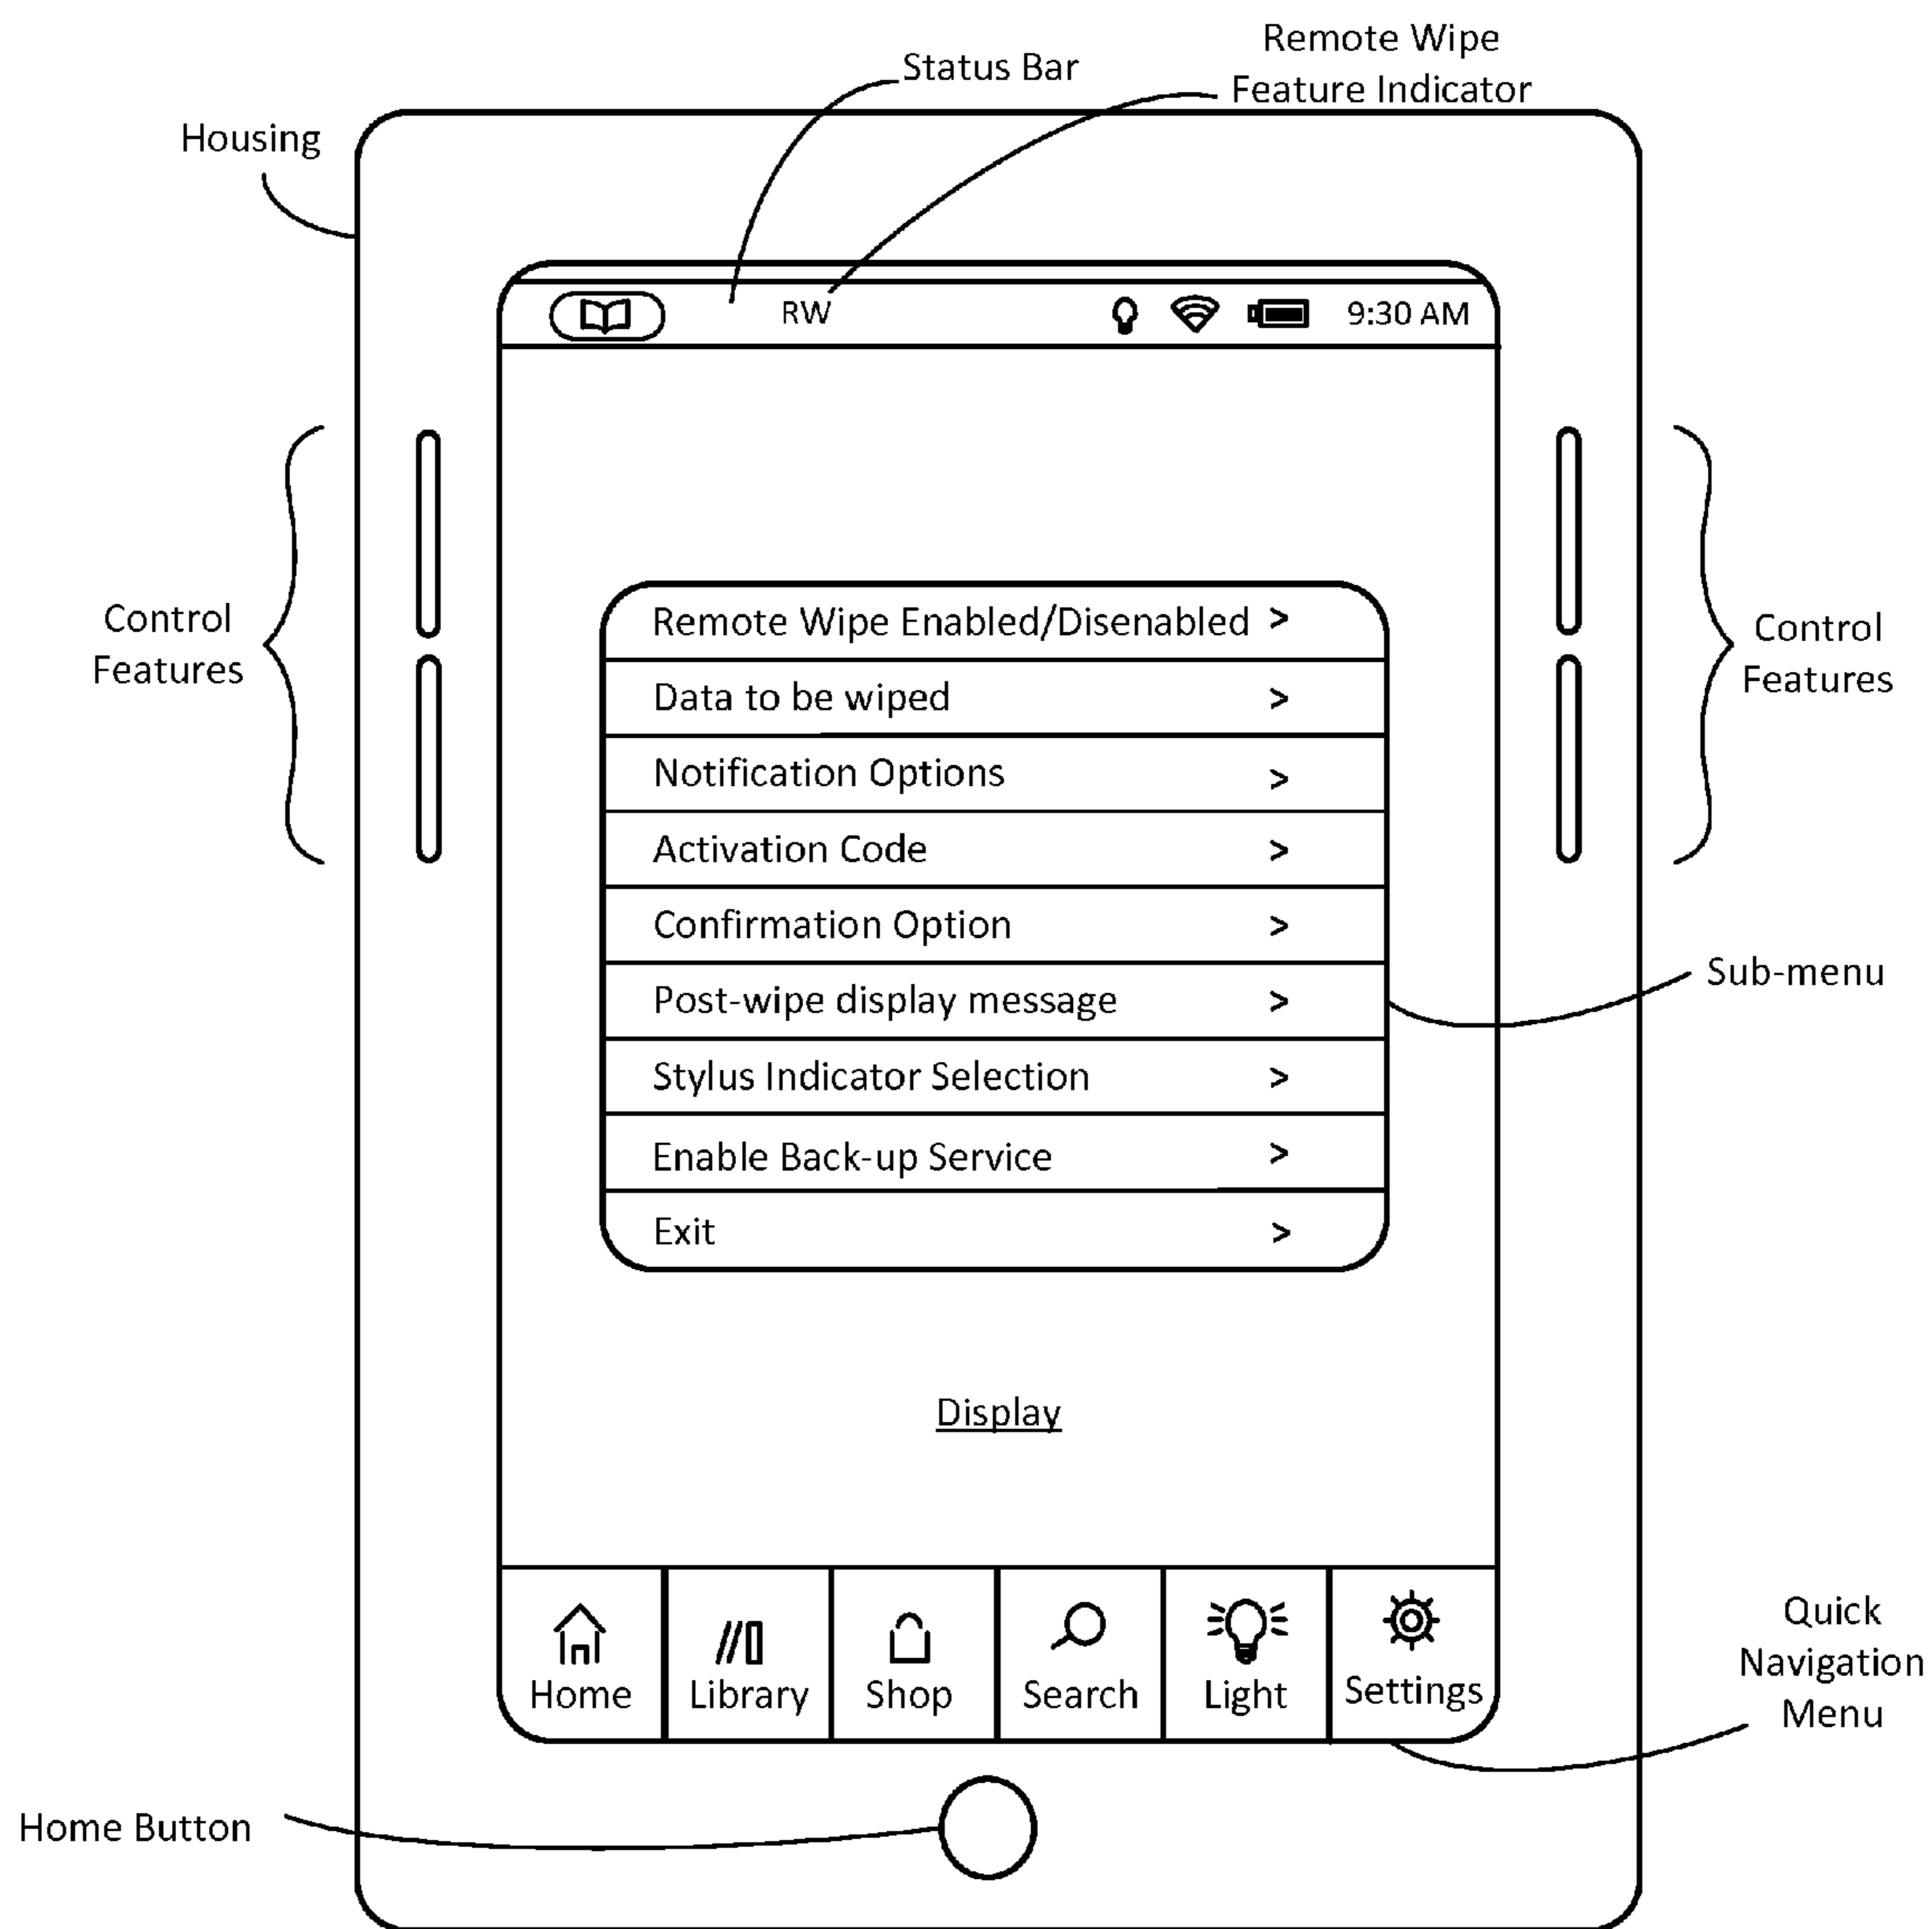 Remote Wipe
Feature Indicator
Status Bar
Housing
RW
9:30 AM
Control
Features
Control
Features
Remote Wipe Enabled/Disenabled >
Data to be wiped >
Notification Options >
Activation Code >
Confirmation Option >
Post-wipe display message >
Stylus Indicator Selection >
Enable Back-up Service >
Exit >
Sub-menu
Display
Home
Library
Shop
Search
Light
Settings
Quick
Navigation
Menu
Home Button